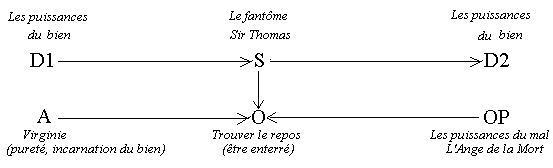 Les puissances
du bien
Le fantôme
Sir Thomas
Les puissances
du bien
D1
S
D2
A
O
OP
Virginie
(pureté, incarnation du bien)
Trouver le repos
(être enterré)
Les puissances du mal
L'Ange de la Mort